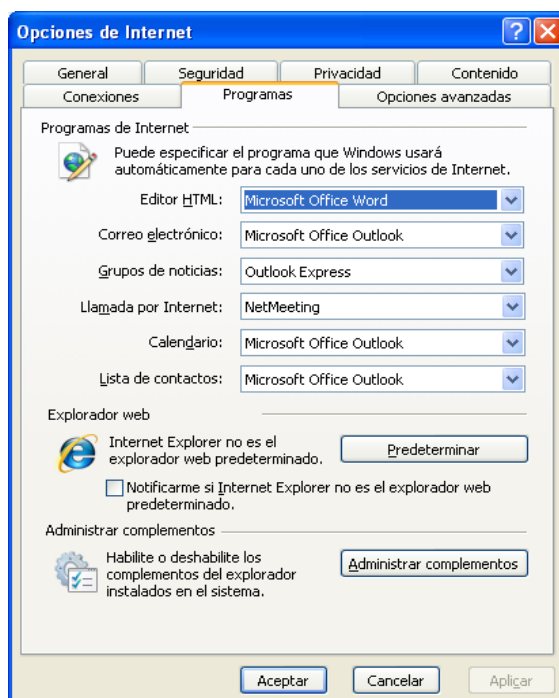 Opciones de Internet
General
Seguridad
Privacidad
Contenido
Conexiones
Programas
Opciones avanzadas
Programas de Internet
Puede especificar el programa que Windows usará
automáticamente para cada uno de los servicios de Internet.
Editor HTML: Microsoft Office Word
Correo electrónico: Microsoft Office Outlook
Grupos de noticias: Outlook Express
Llamada por Internet: NetMeeting
Calendario: Microsoft Office Outlook
Lista de contactos: Microsoft Office Outlook
Explorador web
Internet Explorer no es el
explorador web predeterminado.
Predeterminar
Notificarme si Internet Explorer no es el explorador web
predeterminado.
Administrar complementos
Habilite o deshabilite los
complementos del explorador
instalados en el sistema.
Administrar complementos
Aceptar
Cancelar
Aplicar